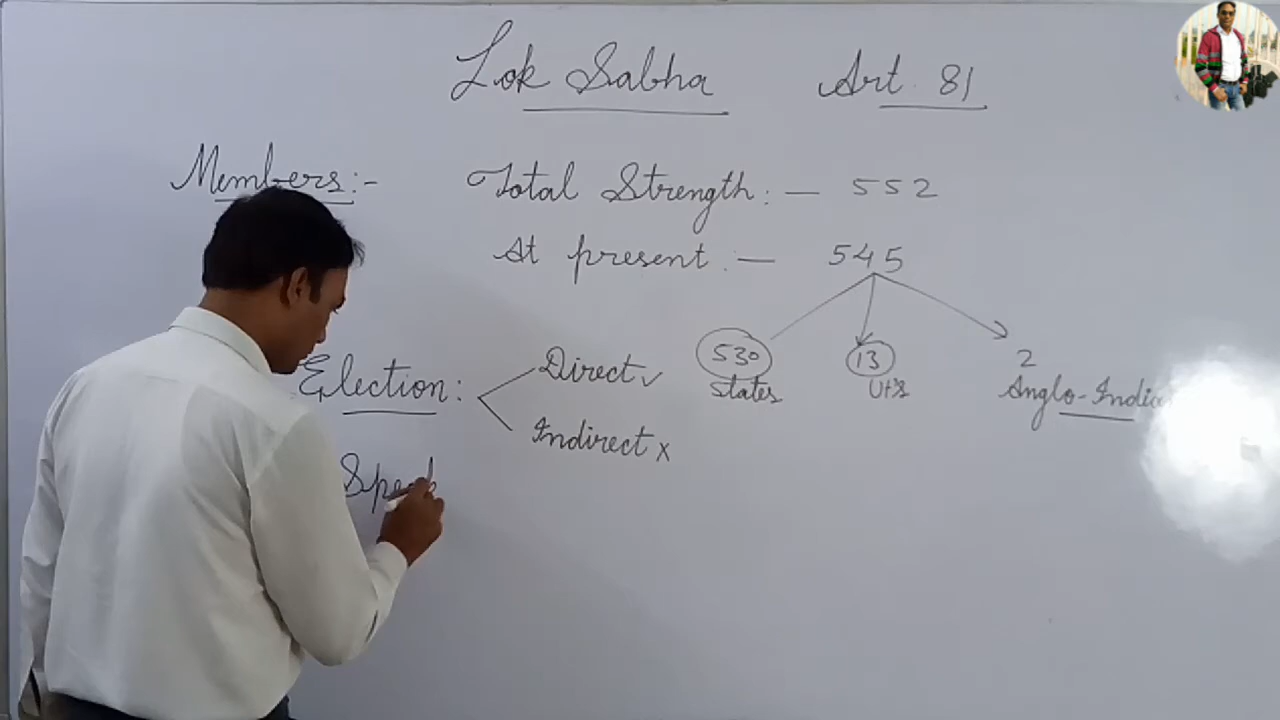 Lok Sabha Art. 81
Members:- Total Strength:- 552
At present:- 545
530 13 2
States UT's Anglo-India
Election: Direct ✓
Indirect x
Speak